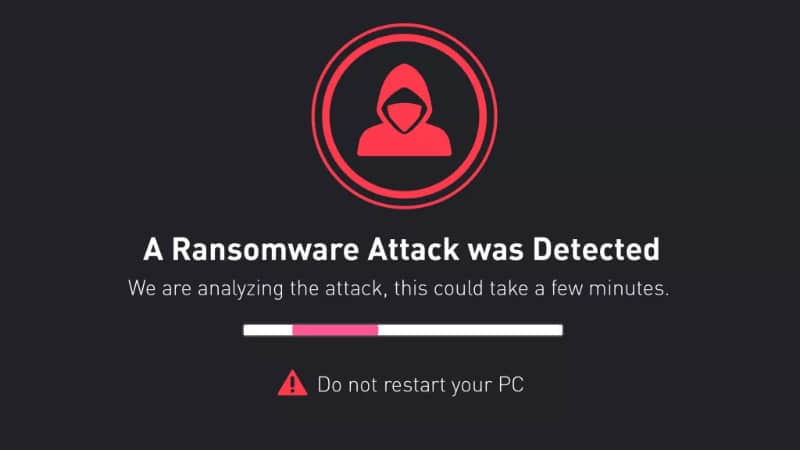 A Ransomware Attack was Detected
We are analyzing the attack, this could take a few minutes.
Do not restart your PC